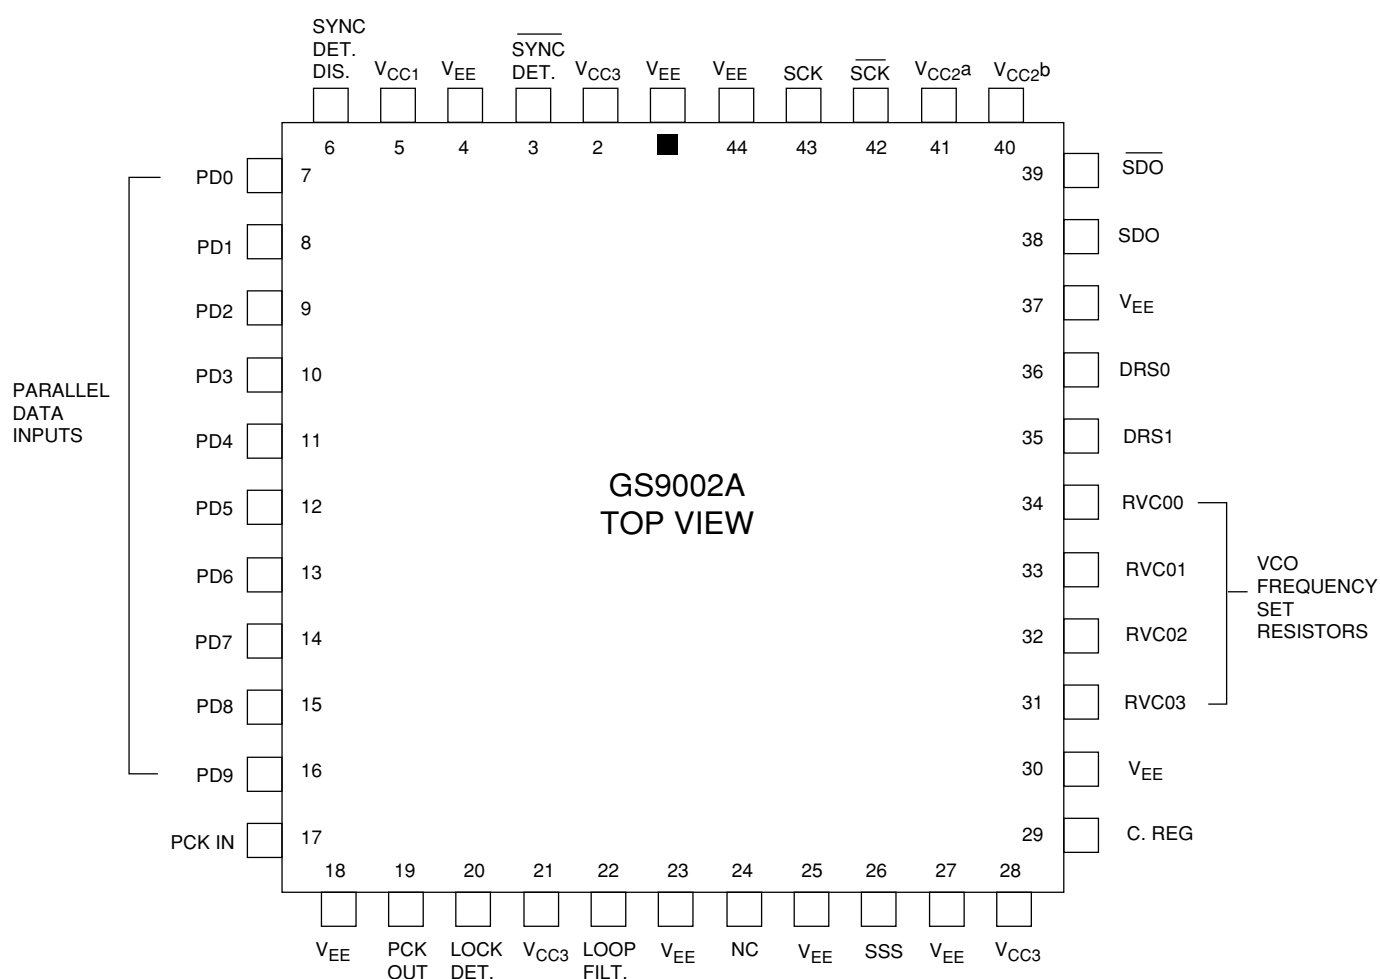 SYNC
DET.
DIS.
VCC1
VEE
SYNC
DET.
VCC3
VEE
VEE
SCK
SCK
VCC2a
VCC2b
6 5 4 3 2 44 43 42 41 40
PD0 7
PD1 8
PD2 9
PD3 10
PD4 11
PD5 12
PD6 13
PD7 14
PD8 15
PD9 16
PCK IN 17
PARALLEL
DATA
INPUTS
GS9002A
TOP VIEW
39 SDO
38 SDO
37 VEE
36 DRS0
35 DRS1
34 RVC00
33 RVC01
32 RVC02
31 RVC03
30 VEE
29 C. REG
VCO
FREQUENCY
SET
RESISTORS
18 19 20 21 22 23 24 25 26 27 28
VEE
PCK
OUT
LOCK
DET.
VCC3
LOOP
FILT.
VEE
NC
VEE
SSS
VEE
VCC3